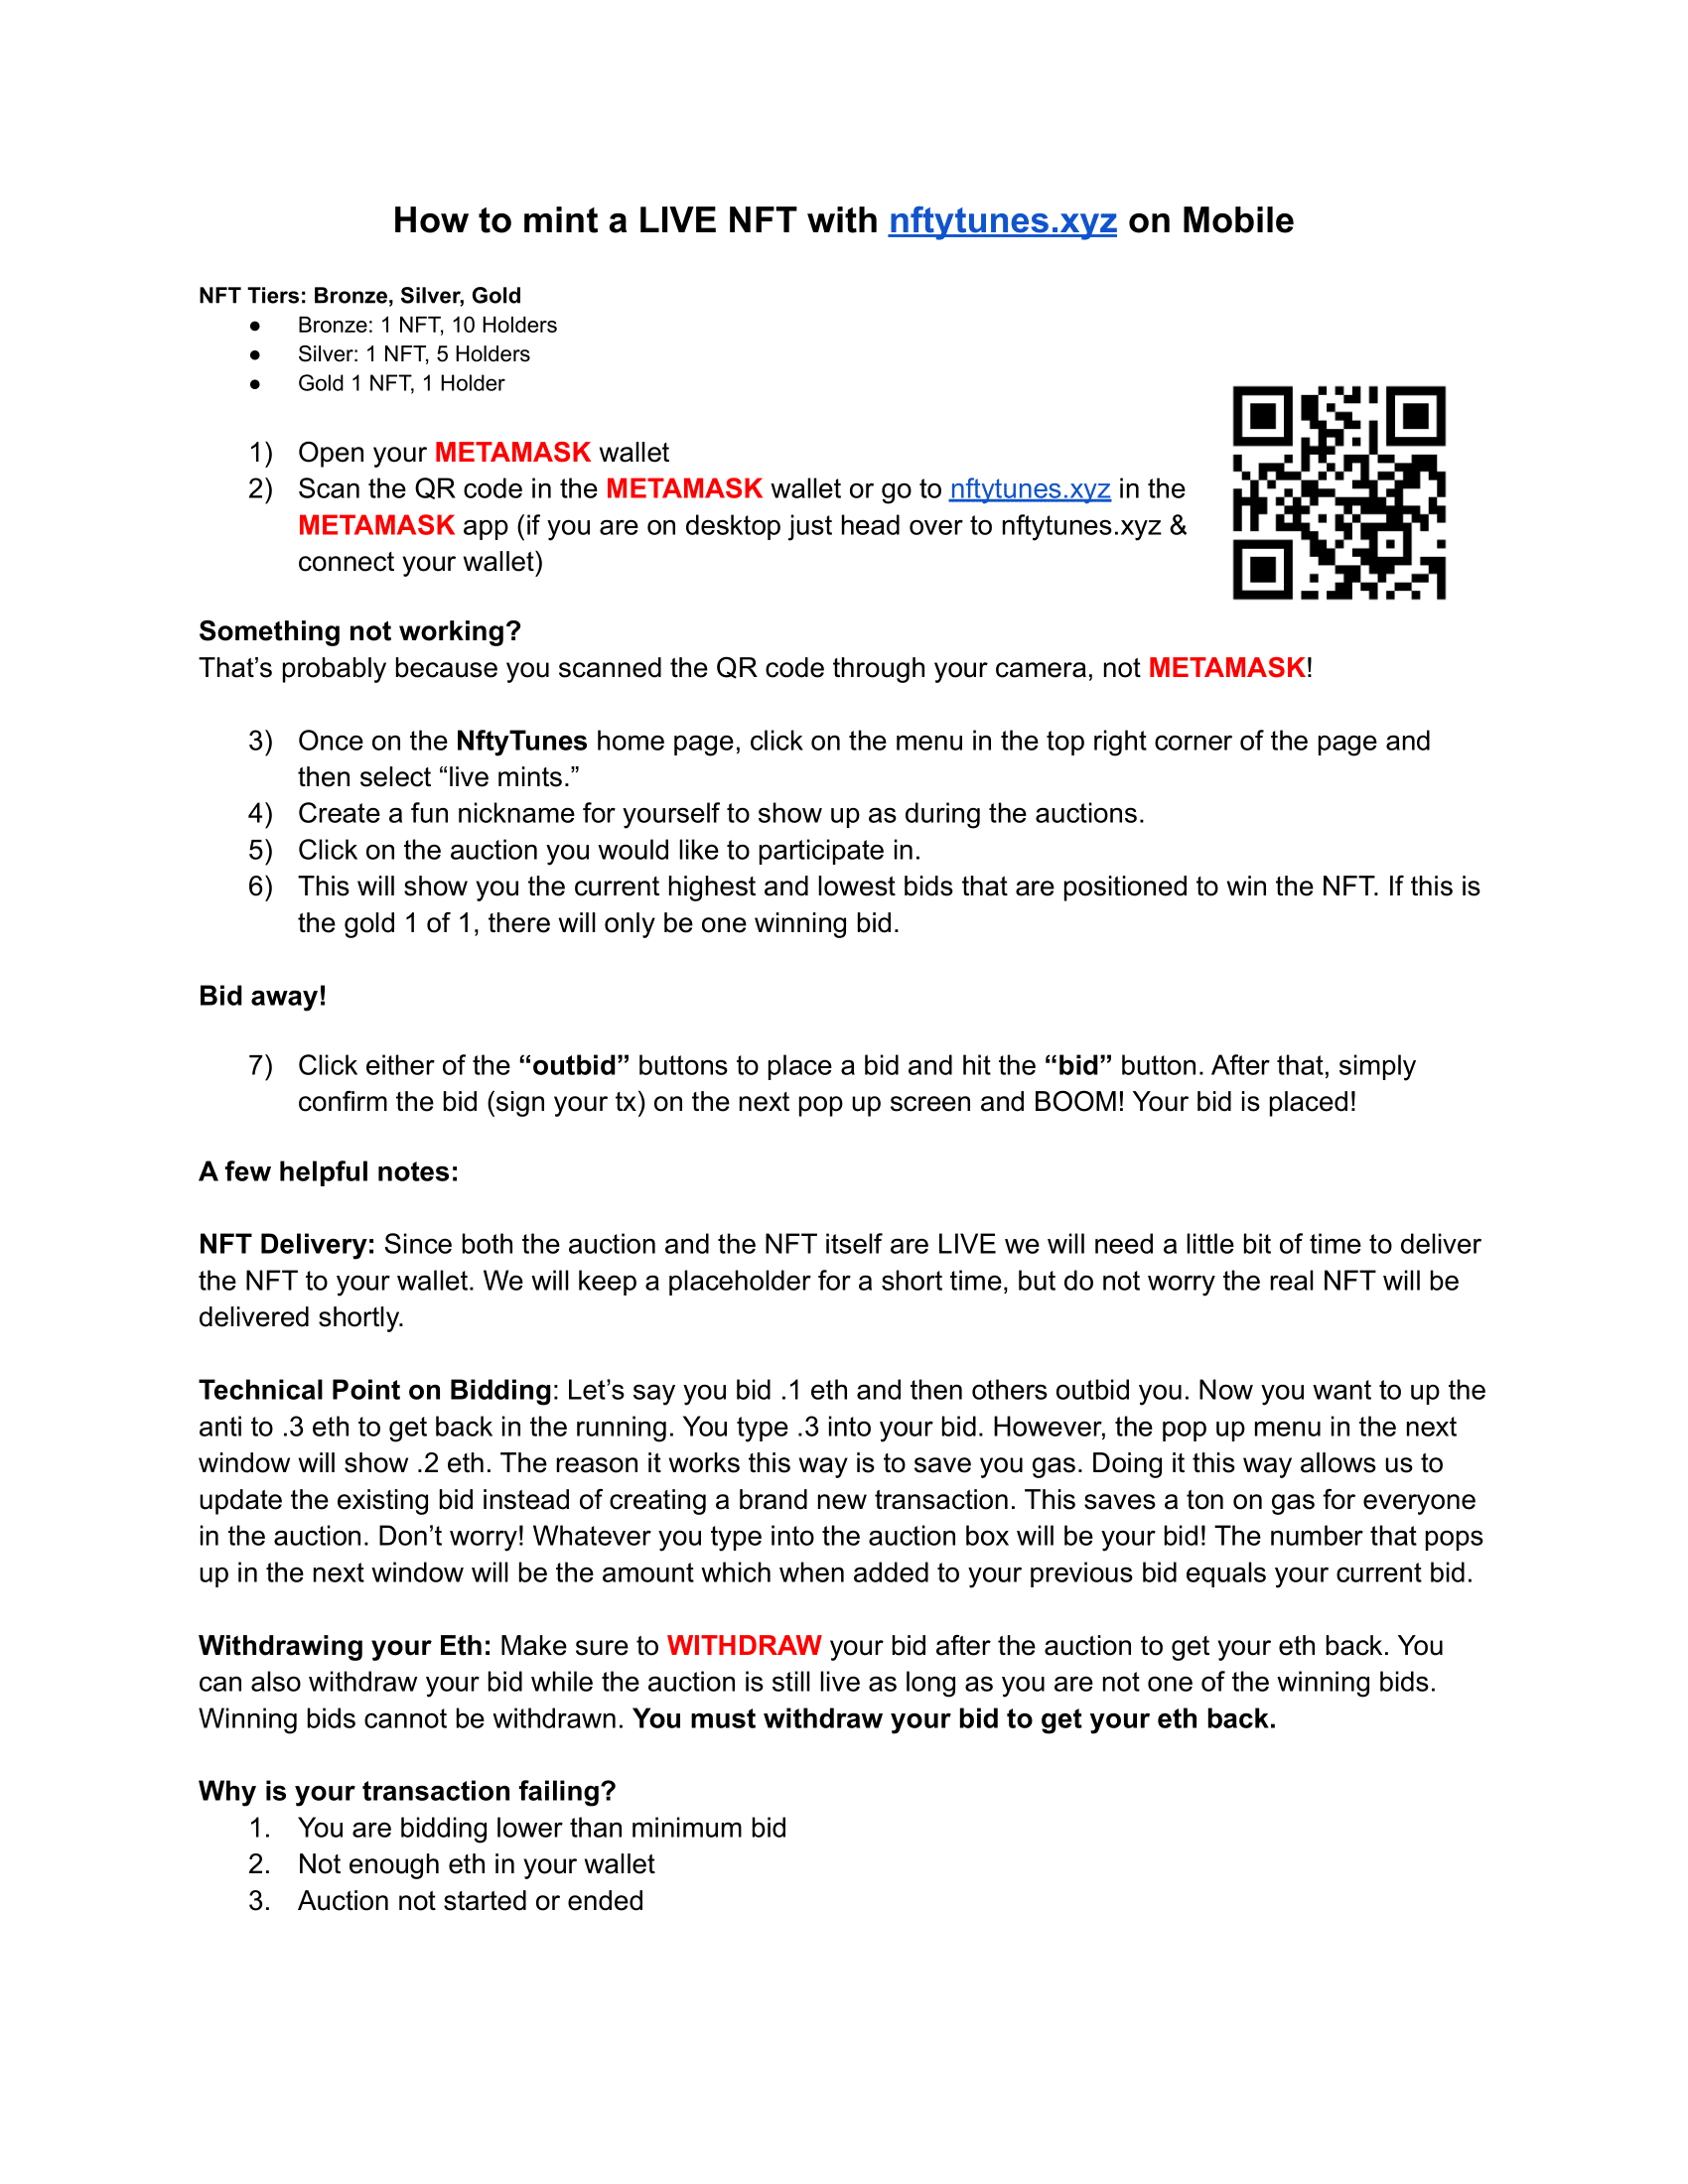 How to mint a LIVE NFT with nftytunes.xyz on Mobile
NFT Tiers: Bronze, Silver, Gold
● Bronze: 1 NFT, 10 Holders
● Silver: 1 NFT, 5 Holders
● Gold 1 NFT, 1 Holder
1) Open your METAMASK wallet
2) Scan the QR code in the METAMASK wallet or go to nftytunes.xyz in the
METAMASK app (if you are on desktop just head over to nftytunes.xyz &
connect your wallet)
Something not working?
That’s probably because you scanned the QR code through your camera, not METAMASK!
3) Once on the NftyTunes home page, click on the menu in the top right corner of the page and
then select “live mints.”
4) Create a fun nickname for yourself to show up as during the auctions.
5) Click on the auction you would like to participate in.
6) This will show you the current highest and lowest bids that are positioned to win the NFT. If this is
the gold 1 of 1, there will only be one winning bid.
Bid away!
7) Click either of the “outbid” buttons to place a bid and hit the “bid” button. After that, simply
confirm the bid (sign your tx) on the next pop up screen and BOOM! Your bid is placed!
A few helpful notes:
NFT Delivery: Since both the auction and the NFT itself are LIVE we will need a little bit of time to deliver
the NFT to your wallet. We will keep a placeholder for a short time, but do not worry the real NFT will be
delivered shortly.
Technical Point on Bidding: Let’s say you bid .1 eth and then others outbid you. Now you want to up the
anti to .3 eth to get back in the running. You type .3 into your bid. However, the pop up menu in the next
window will show .2 eth. The reason it works this way is to save you gas. Doing it this way allows us to
update the existing bid instead of creating a brand new transaction. This saves a ton on gas for everyone
in the auction. Don’t worry! Whatever you type into the auction box will be your bid! The number that pops
up in the next window will be the amount which when added to your previous bid equals your current bid.
Withdrawing your Eth: Make sure to WITHDRAW your bid after the auction to get your eth back. You
can also withdraw your bid while the auction is still live as long as you are not one of the winning bids.
Winning bids cannot be withdrawn. You must withdraw your bid to get your eth back.
Why is your transaction failing?
1. You are bidding lower than minimum bid
2. Not enough eth in your wallet
3. Auction not started or ended